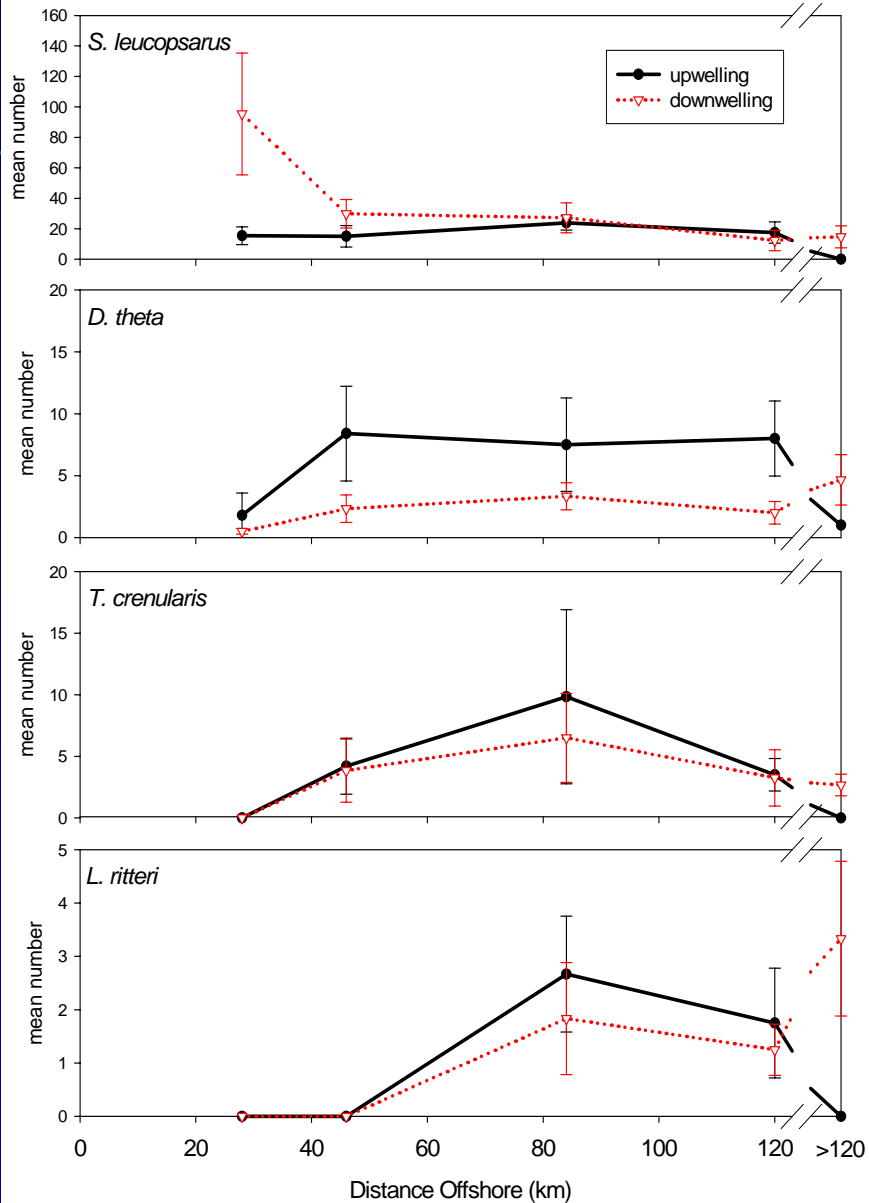 S. leucopsarus
160
140
120
100
80
60
40
20
0
mean number
upwelling
downwelling
D. theta
20
15
10
5
0
mean number
T. crenularis
20
15
10
5
0
mean number
L. ritteri
5
4
3
2
1
0
mean number
0 20 40 60 80 100 120 >120
Distance Offshore (km)